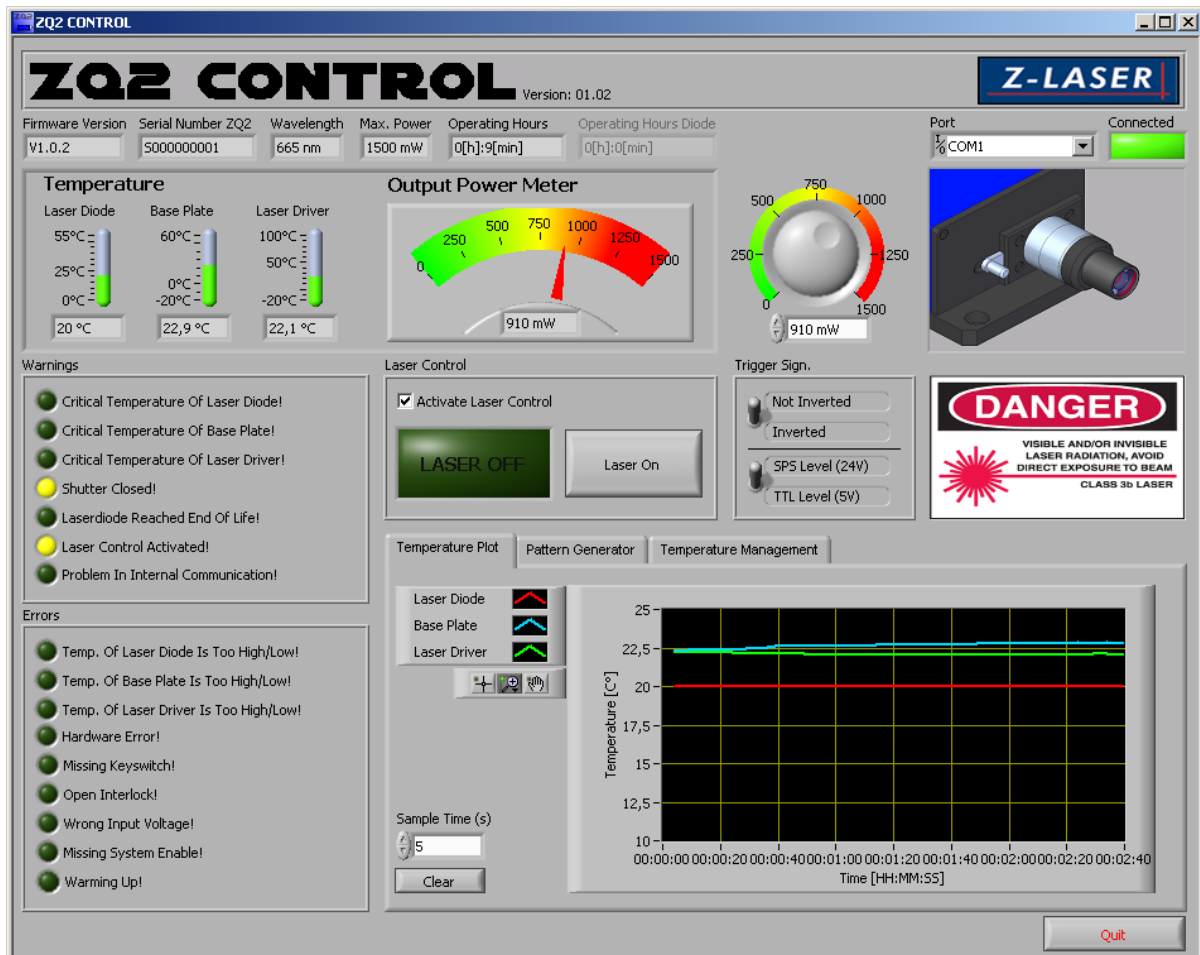 ZQ2 CONTROL
ZQ2 CONTROL Version: 01.02
Z-LASER
Firmware Version Serial Number ZQ2 Wavelength Max. Power Operating Hours Operating Hours Diode Port Connected
V1.0.2 S000000001 665 nm 1500 mW 0[h]:9[min] 0[h]:0[min] COM1
Temperature
Laser Diode Base Plate Laser Driver
55°C 60°C 100°C
25°C 0°C 50°C
0°C -20°C -20°C
20 °C 22,9 °C 22,1 °C
Output Power Meter
0 250 500 750 1000 1250 1500
910 mW
0 250 500 750 1000 1250 1500
910 mW
Warnings
Critical Temperature Of Laser Diode!
Critical Temperature Of Base Plate!
Critical Temperature Of Laser Driver!
Shutter Closed!
Laserdiode Reached End Of Life!
Laser Control Activated!
Problem In Internal Communication!
Laser Control
Activate Laser Control
LASER OFF Laser On
Trigger Sign.
Not Inverted
Inverted
SPS Level (24V)
TTL Level (5V)
DANGER
VISIBLE AND/OR INVISIBLE
LASER RADIATION, AVOID
DIRECT EXPOSURE TO BEAM
CLASS 3b LASER
Errors
Temp. Of Laser Diode Is Too High/Low!
Temp. Of Base Plate Is Too High/Low!
Temp. Of Laser Driver Is Too High/Low!
Hardware Error!
Missing Keyswitch!
Open Interlock!
Wrong Input Voltage!
Missing System Enable!
Warming Up!
Temperature Plot Pattern Generator Temperature Management
Laser Diode
Base Plate
Laser Driver
Sample Time (s)
5
Clear
Temperature [C°]
25
22,5
20
17,5
15
12,5
10
00:00:00 00:00:20 00:00:40 00:01:00 00:01:20 00:01:40 00:02:00 00:02:20 00:02:40
Time [HH:MM:SS]
Quit